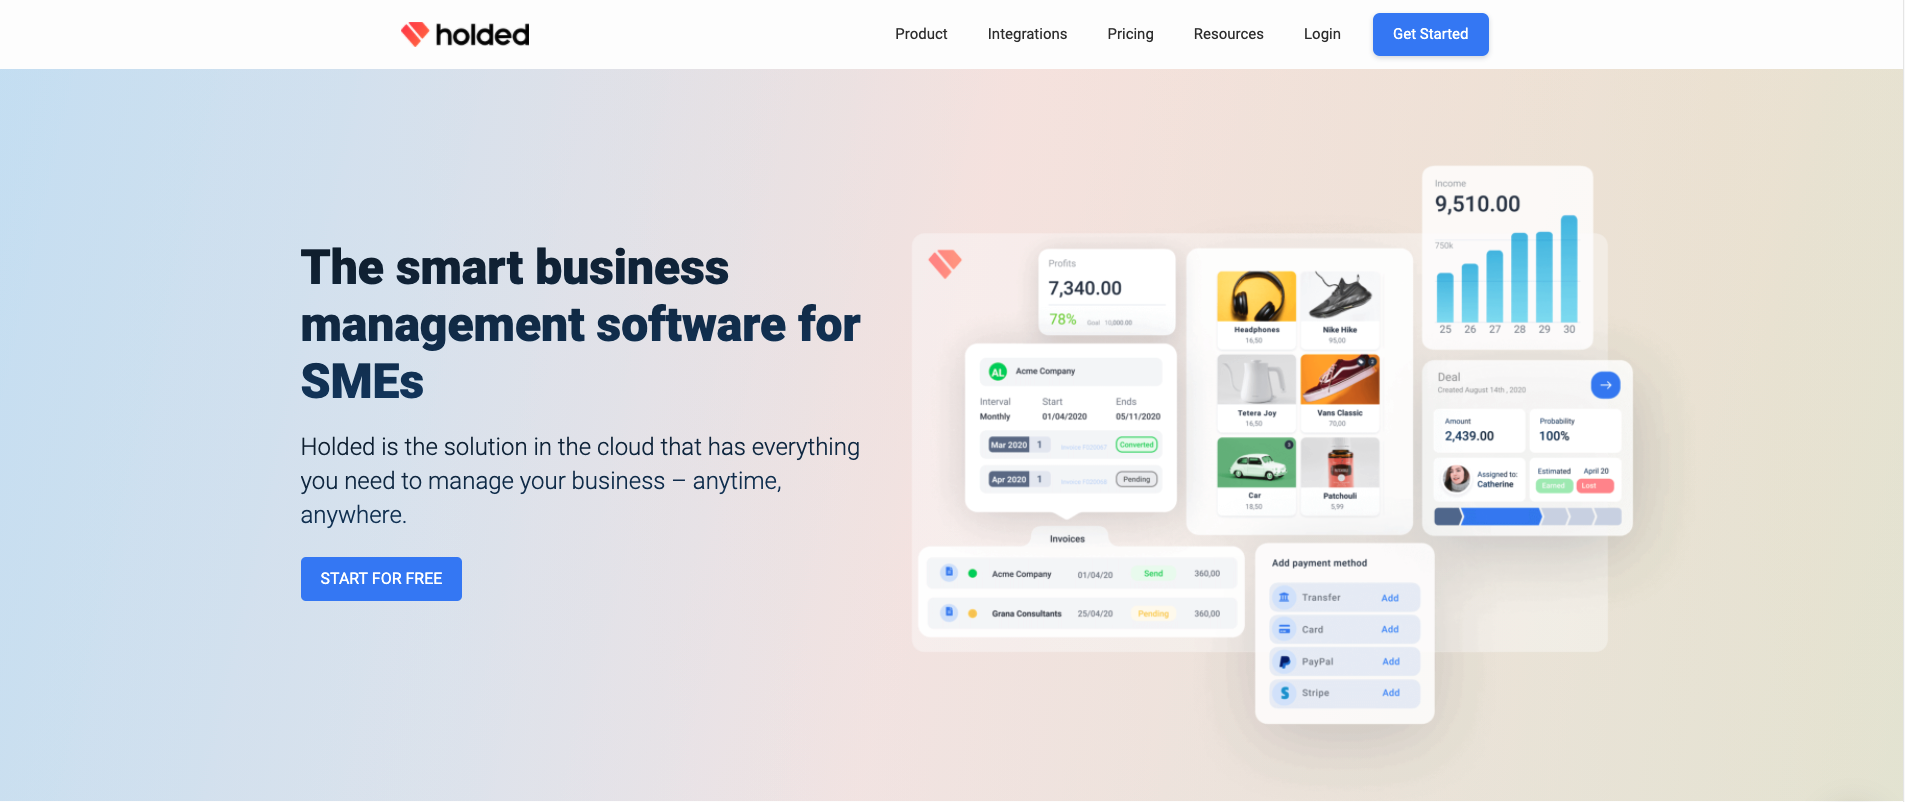 holded
Product
Integrations
Pricing
Resources
Login
Get Started
The smart business
management software for
SMEs
Holded is the solution in the cloud that has everything
you need to manage your business – anytime,
anywhere.
START FOR FREE
Profits
7,340.00
78% Goal 10,000.00
AL Acme Company
Interval Start Ends
Monthly 01/04/2020 05/11/2020
Mar 2020 1 Converted
Apr 2020 1 Pending
Invoices
Acme Company 01/04/20 Send 360,00
Grana Consultants 25/04/20 Pending 360,00
Headphones
16,50
Nike Hike
95,00
Tetera Joy
16,50
Vans Classic
70,00
Car
18,50
Patchouli
5,99
Income
9,510.00
750k
25 26 27 28 29 30
Deal
Created August 14th, 2020
Amount
2,439.00
Probability
100%
Assigned to:
Catherine
Estimated April 20
Earned Lost
Add payment method
Transfer Add
Card Add
PayPal Add
Stripe Add